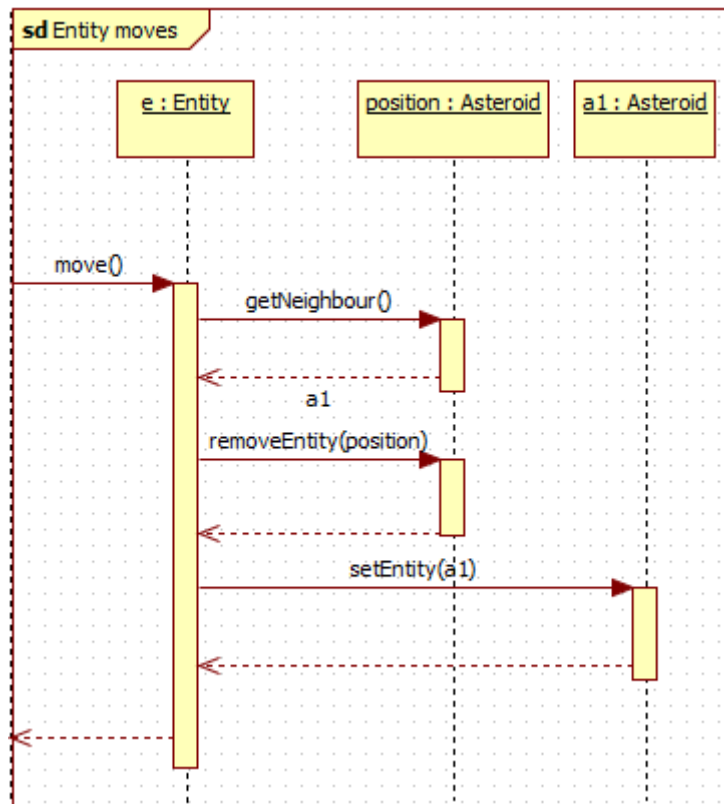 sd Entity moves
e : Entity
position : Asteroid
a1 : Asteroid
move()
getNeighbour()
a1
removeEntity(position)
setEntity(a1)